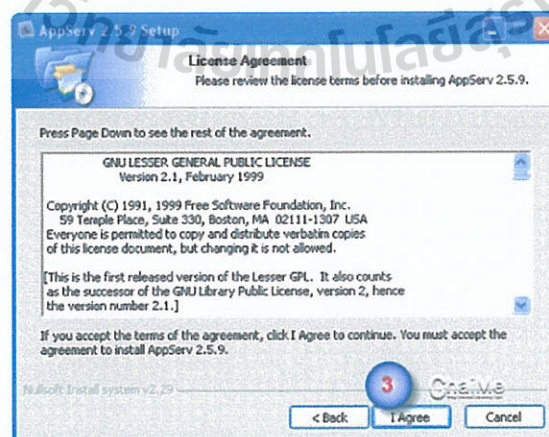 AppServ 2.5.9 Setup
License Agreement
Please review the license terms before installing AppServ 2.5.9.
Press Page Down to see the rest of the agreement.
GNU LESSER GENERAL PUBLIC LICENSE
Version 2.1, February 1999
Copyright (C) 1991, 1999 Free Software Foundation, Inc.
59 Temple Place, Suite 330, Boston, MA 02111-1307 USA
Everyone is permitted to copy and distribute verbatim copies
of this license document, but changing it is not allowed.
[This is the first released version of the Lesser GPL. It also counts
as the successor of the GNU Library Public License, version 2, hence
the version number 2.1.]
If you accept the terms of the agreement, click I Agree to continue. You must accept the
agreement to install AppServ 2.5.9.
Nullsoft Install system v2.29
3
< Back
I Agree
Cancel